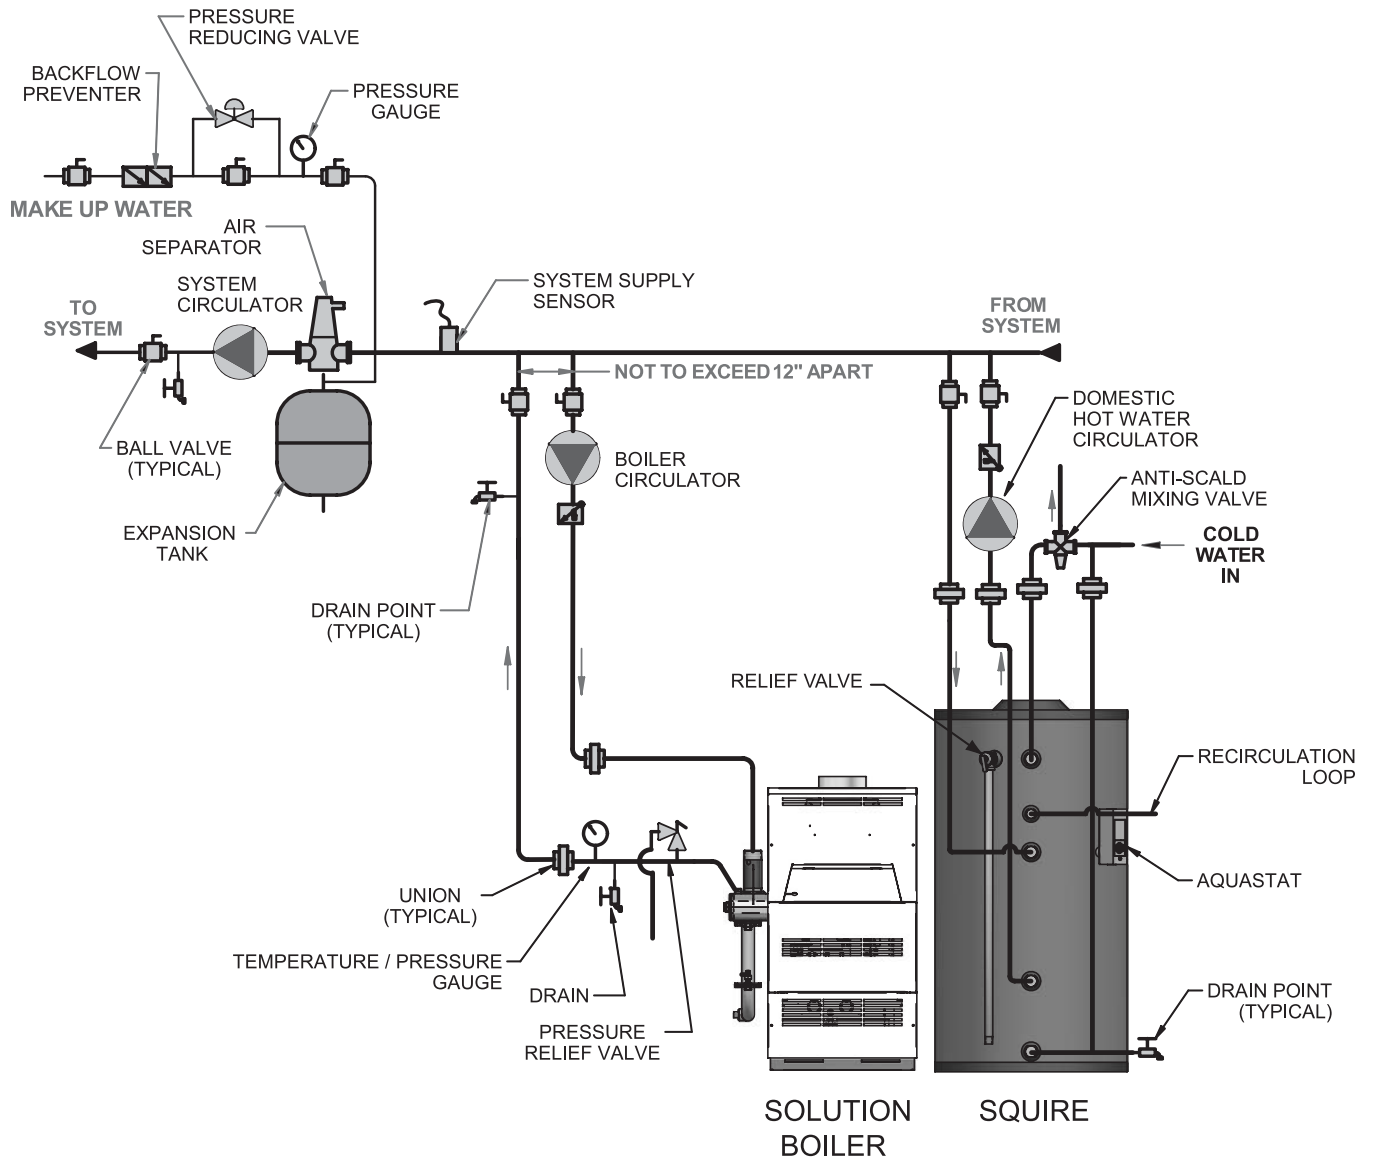 PRESSURE
REDUCING VALVE
BACKFLOW
PREVENTER
PRESSURE
GAUGE
MAKE UP WATER
AIR
SEPARATOR
SYSTEM
CIRCULATOR
SYSTEM SUPPLY
SENSOR
TO
SYSTEM
FROM
SYSTEM
NOT TO EXCEED 12" APART
DOMESTIC
HOT WATER
CIRCULATOR
BALL VALVE
(TYPICAL)
BOILER
CIRCULATOR
ANTI-SCALD
MIXING VALVE
EXPANSION
TANK
COLD
WATER
IN
DRAIN POINT
(TYPICAL)
RELIEF VALVE
RECIRCULATION
LOOP
AQUASTAT
UNION
(TYPICAL)
TEMPERATURE / PRESSURE
GAUGE
DRAIN
PRESSURE
RELIEF VALVE
DRAIN POINT
(TYPICAL)
SOLUTION
BOILER
SQUIRE